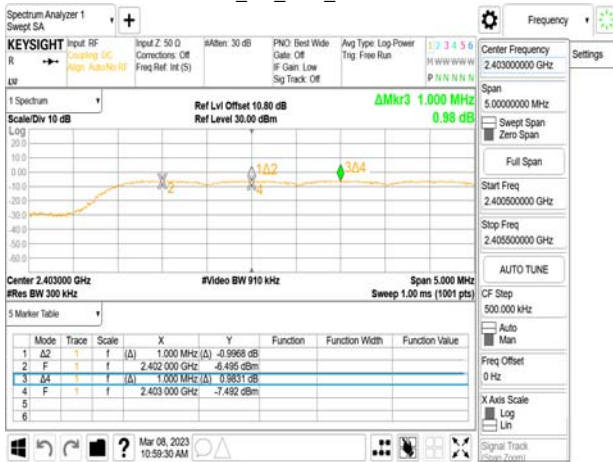 Spectrum Analyzer 1
Swept SA
+
Frequency
KEYSIGHT
R
Input: RF
Coupling: DC
Align: Auto/No RF
Input Z: 50 Ω
Corrections: Off
Freq Ref: Int (S)
#Atten: 30 dB
PNO: Best Wide
Gate: Off
IF Gain: Low
Sig Track: Off
Avg Type: Log-Power
Trig: Free Run
1 2 3 4 5 6
M W W W W W
P N N N N N
Center Frequency
2.403000000 GHz
Settings
Span
5.00000000 MHz
Swept Span
Zero Span
Full Span
Start Freq
2.400500000 GHz
Stop Freq
2.405500000 GHz
AUTO TUNE
CF Step
500.000 kHz
Auto
Man
Freq Offset
0 Hz
X Axis Scale
Log
Lin
Signal Track
(Span Zoom)
1 Spectrum
Scale/Div 10 dB
Ref Lvl Offset 10.80 dB
Ref Level 30.00 dBm
ΔMkr3 1.000 MHz
0.98 dB
Log
20.0
10.0
0.00
-10.0
-20.0
-30.0
-40.0
-50.0
-60.0
2
1Δ2
4
3Δ4
Center 2.403000 GHz
#Res BW 300 kHz
#Video BW 910 kHz
Span 5.000 MHz
Sweep 1.00 ms (1001 pts)
5 Marker Table
Mode Trace Scale X Y Function Function Width Function Value
1 Δ2 1 f (Δ) 1.000 MHz (Δ) -0.9968 dB
2 F 1 f 2.402 000 GHz -6.495 dBm
3 Δ4 1 f (Δ) 1.000 MHz (Δ) 0.9831 dB
4 F 1 f 2.403 000 GHz -7.492 dBm
5
6
?
Mar 08, 2023
10:59:30 AM